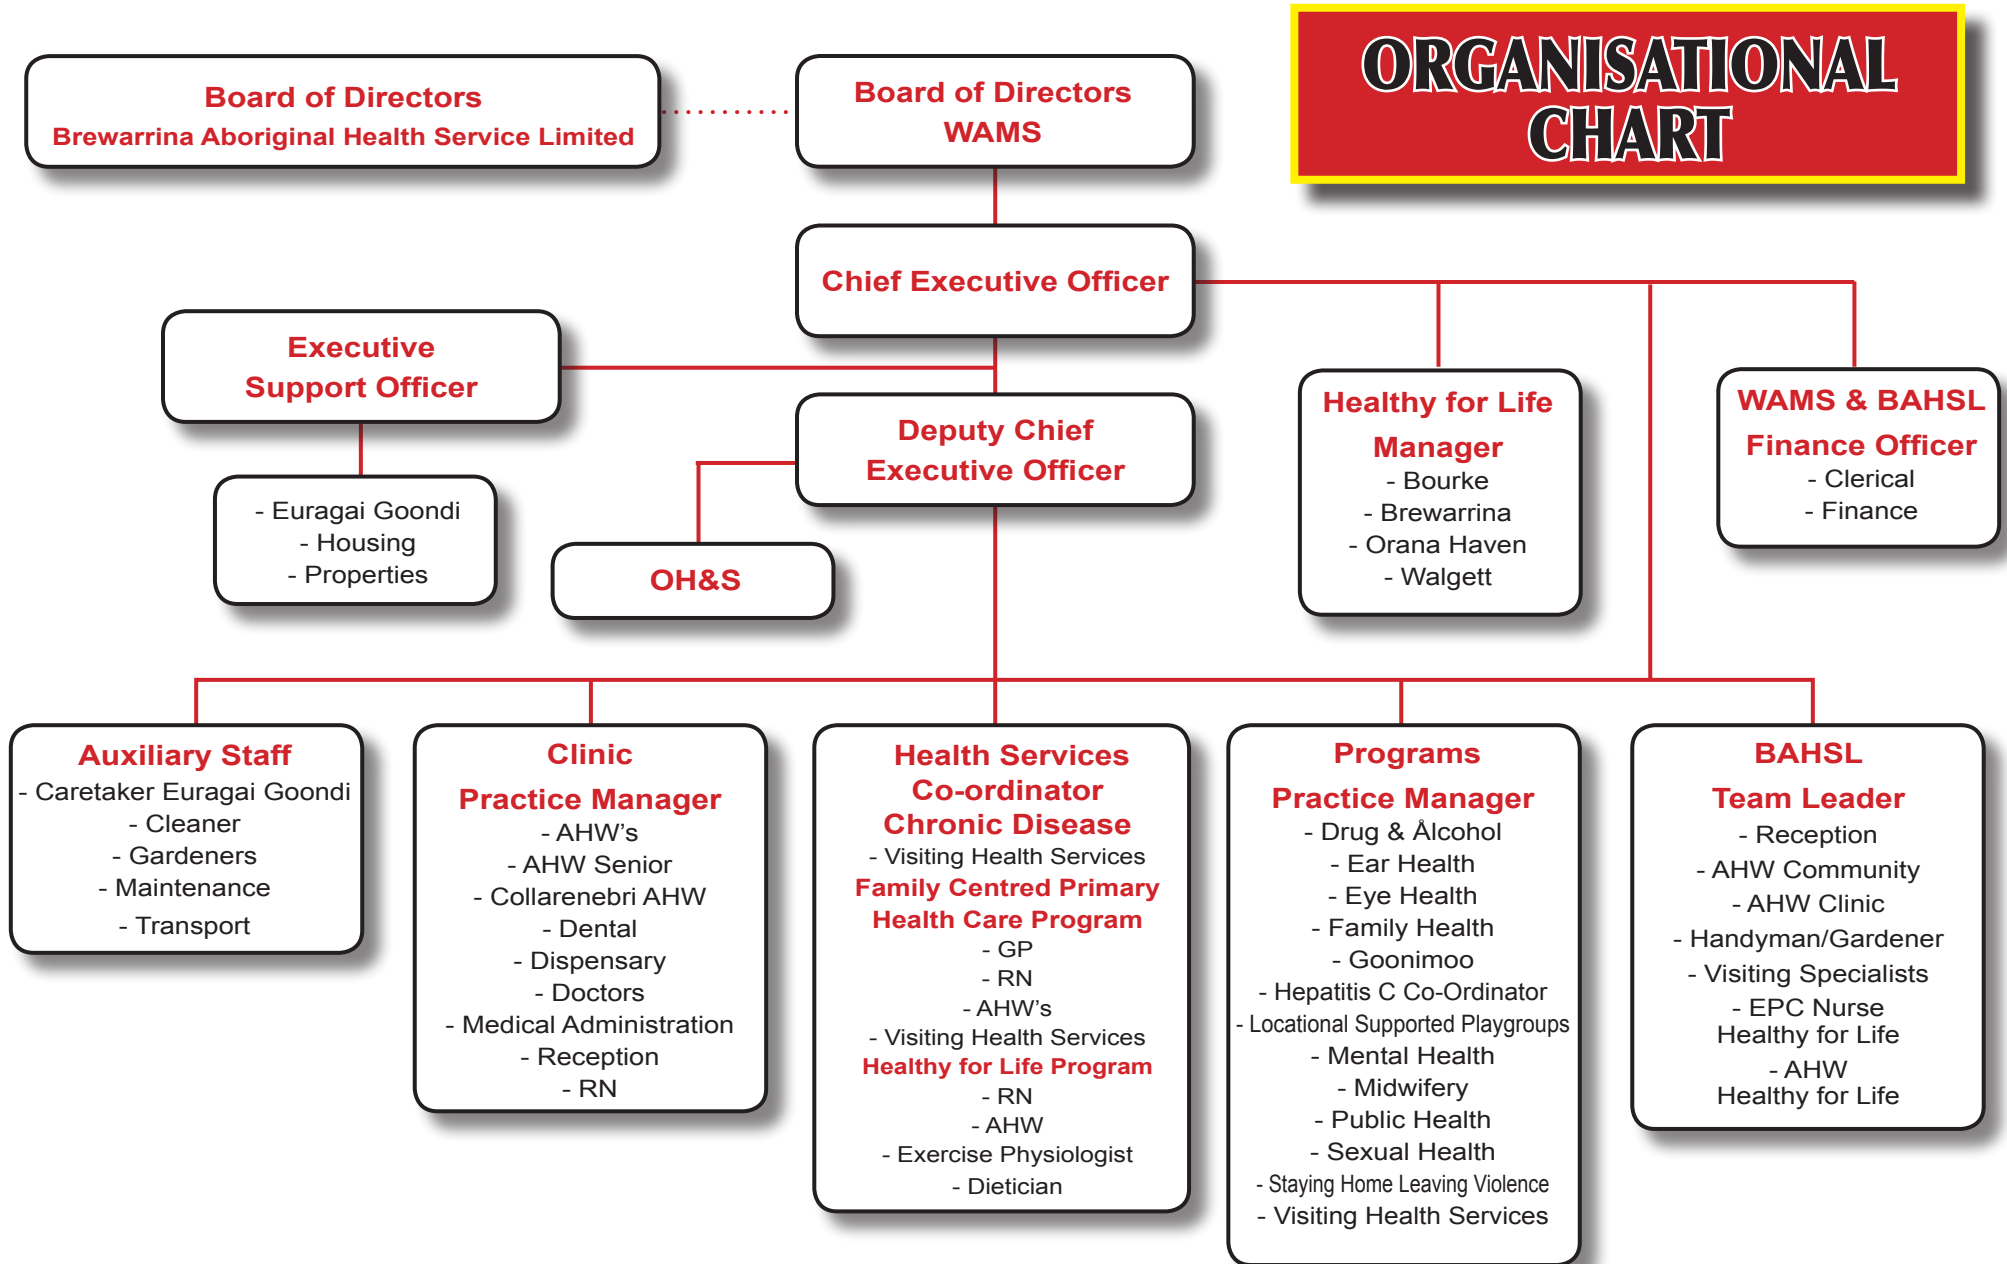 ORGANISATIONAL
CHART
Board of Directors
Brewarrina Aboriginal Health Service Limited
Board of Directors
WAMS
Chief Executive Officer
Executive
Support Officer
- Euragai Goondi
- Housing
- Properties
Deputy Chief
Executive Officer
OH&S
Healthy for Life
Manager
- Bourke
- Brewarrina
- Orana Haven
- Walgett
WAMS & BAHSL
Finance Officer
- Clerical
- Finance
Auxiliary Staff
- Caretaker Euragai Goondi
- Cleaner
- Gardeners
- Maintenance
- Transport
Clinic
Practice Manager
- AHW's
- AHW Senior
- Collarenebri AHW
- Dental
- Dispensary
- Doctors
- Medical Administration
- Reception
- RN
Health Services
Co-ordinator
Chronic Disease
- Visiting Health Services
Family Centred Primary
Health Care Program
- GP
- RN
- AHW's
- Visiting Health Services
Healthy for Life Program
- RN
- AHW
- Exercise Physiologist
- Dietician
Programs
Practice Manager
- Drug & Ålcohol
- Ear Health
- Eye Health
- Family Health
- Goonimoo
- Hepatitis C Co-Ordinator
- Locational Supported Playgroups
- Mental Health
- Midwifery
- Public Health
- Sexual Health
- Staying Home Leaving Violence
- Visiting Health Services
BAHSL
Team Leader
- Reception
- AHW Community
- AHW Clinic
- Handyman/Gardener
- Visiting Specialists
- EPC Nurse
Healthy for Life
- AHW
Healthy for Life